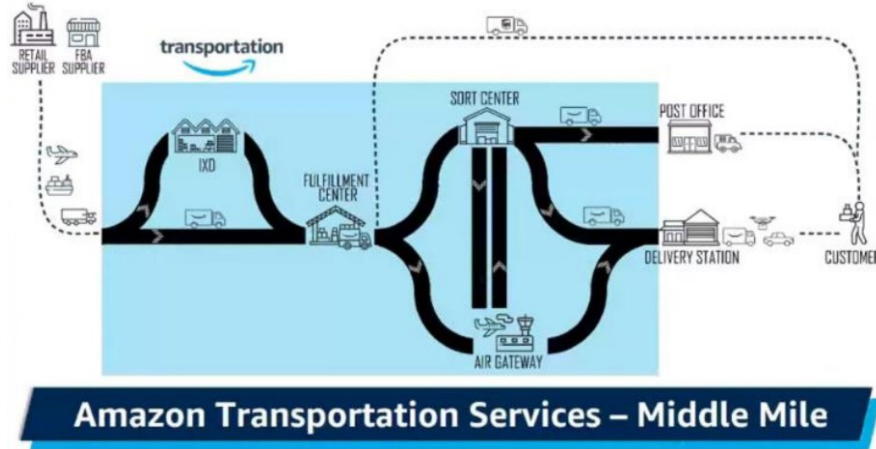 RETAIL
SUPPLIER
FBA
SUPPLIER
transportation
IXD
FULFILLMENT
CENTER
SORT CENTER
AIR GATEWAY
POST OFFICE
DELIVERY STATION
CUSTOMER
Amazon Transportation Services – Middle Mile